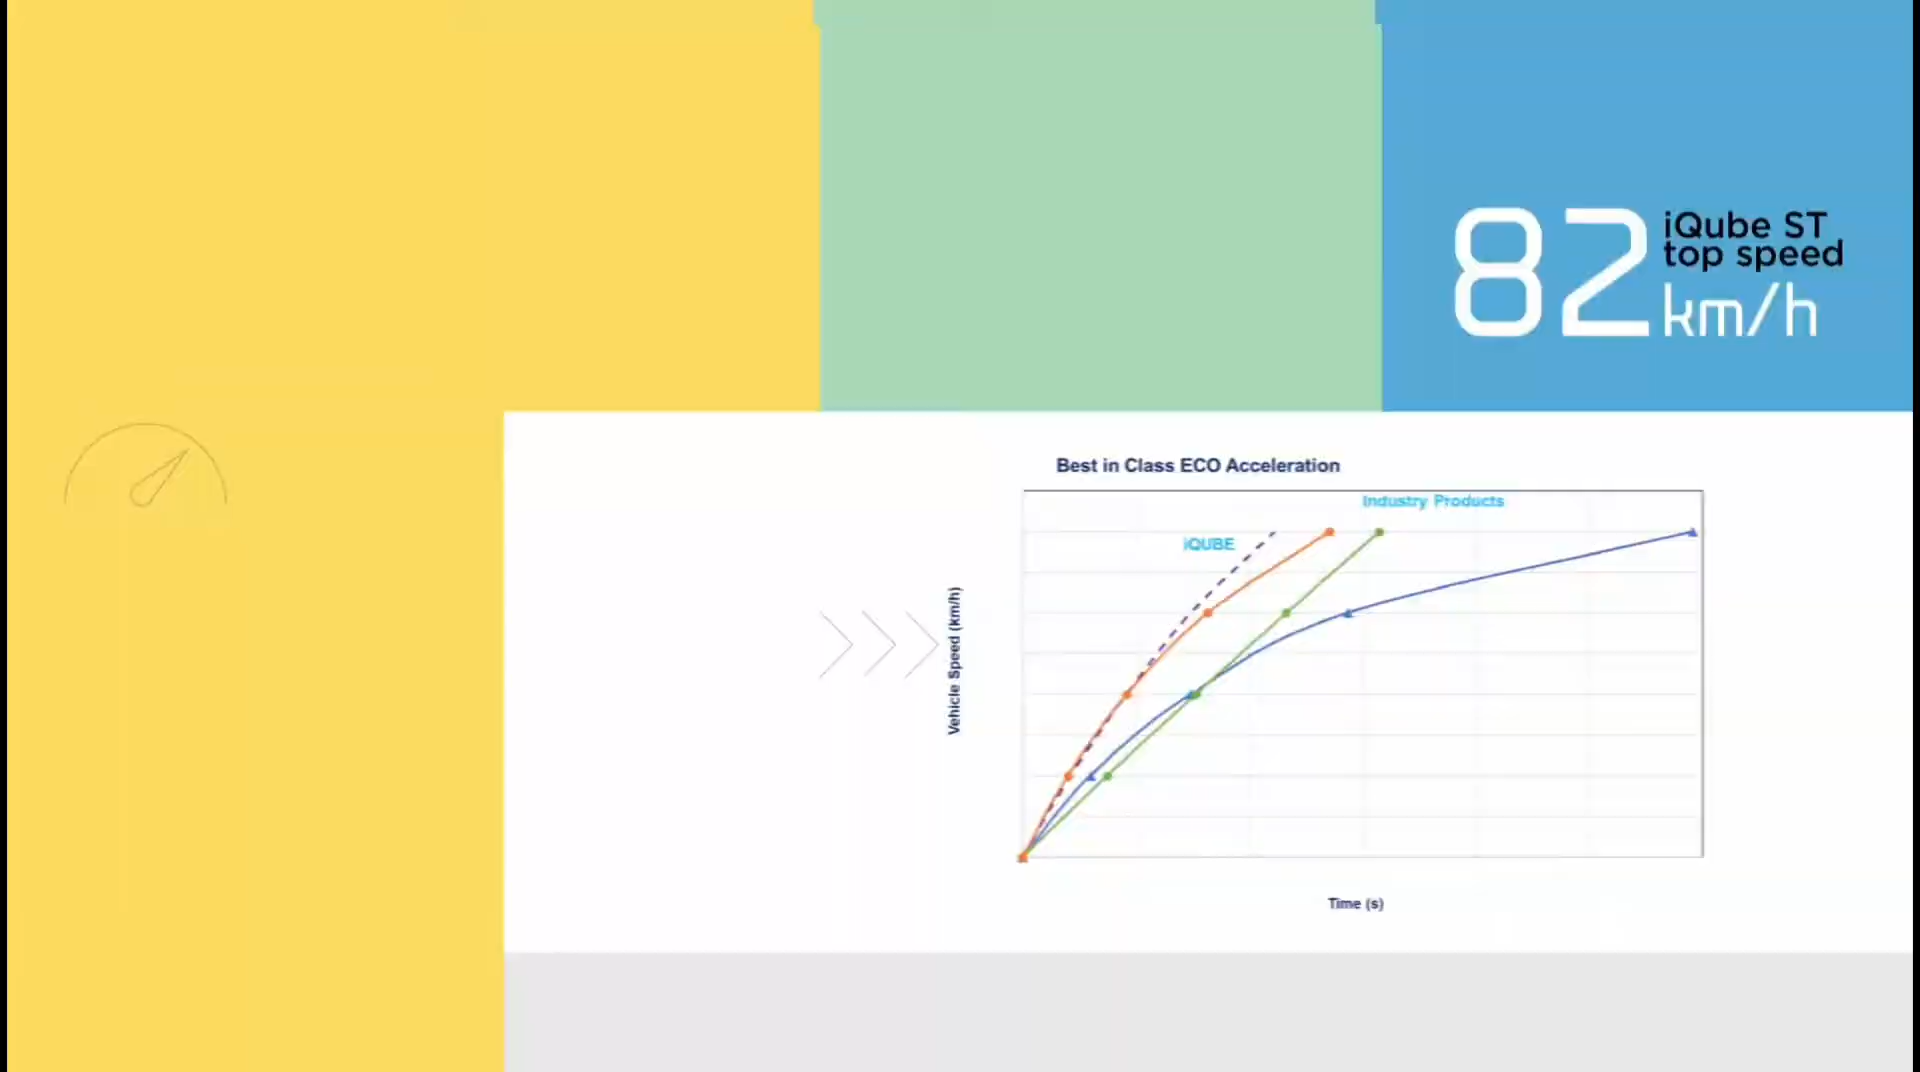 82
iQube ST
top speed
km/h
Best in Class ECO Acceleration
Industry Products
iQUBE
Vehicle Speed (km/h)
Time (s)